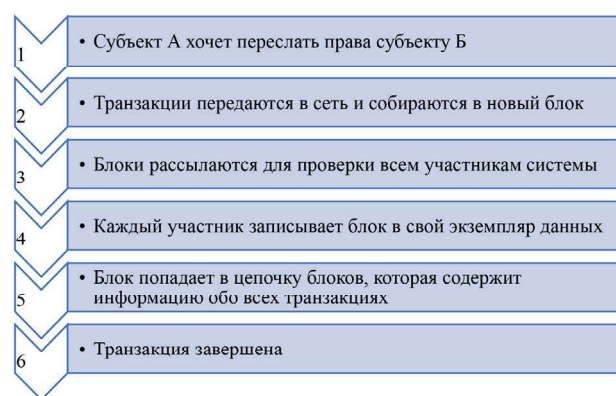 1
• Субъект А хочет переслать права субъекту Б
2
• Транзакции передаются в сеть и собираются в новый блок
3
• Блоки рассылаются для проверки всем участникам системы
4
• Каждый участник записывает блок в свой экземпляр данных
5
• Блок попадает в цепочку блоков, которая содержит
информацию обо всех транзакциях
6
• Транзакция завершена